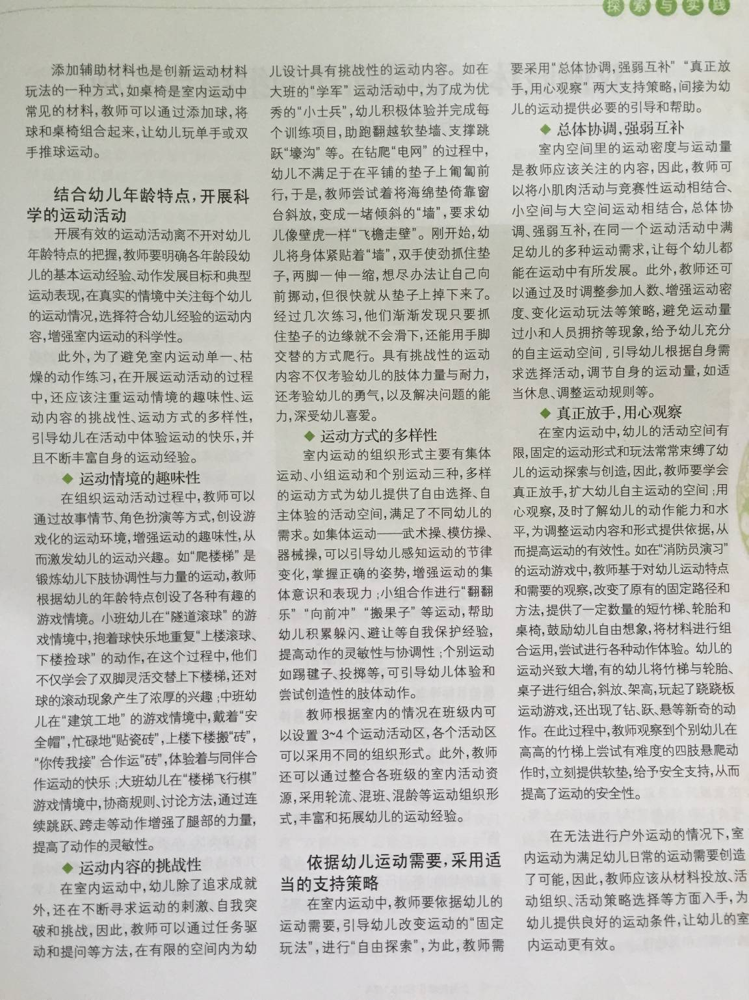 探索与实践
添加辅助材料也是创新运动材料
玩法的一种方式,如桌椅是室内运动中
常见的材料,教师可以通过添加球,将
球和桌椅组合起来,让幼儿玩单手或双
手推球运动。
结合幼儿年龄特点,开展科
学的运动活动
开展有效的运动活动离不开对幼儿
年龄特点的把握,教师要明确各年龄段幼
儿的基本运动经验、动作发展目标和典型
运动表现,在真实的情境中关注每个幼儿
的运动情况,选择符合幼儿经验的运动内
容,增强室内运动的科学性。
此外,为了避免室内运动单一、枯
燥的动作练习,在开展运动活动的过程
中,还应该注重运动情境的趣味性、运
动内容的挑战性、运动方式的多样性,
引导幼儿在活动中体验运动的快乐,并
且不断丰富自身的运动经验。
◆ 运动情境的趣味性
在组织运动活动过程中,教师可以
通过故事情节、角色扮演等方式,创设游
戏化的运动环境,增强运动的趣味性,从
而激发幼儿的运动兴趣。如“爬楼梯”是
锻炼幼儿下肢协调性与力量的运动,教师
根据幼儿的年龄特点创设了各种有趣的
游戏情境。小班幼儿在“隧道滚球”的游
戏情境中,抱着球快乐地重复“上楼滚球、
下楼捡球”的动作,在这个过程中,他们
不仅学会了双脚灵活交替上下楼梯,还对
球的滚动现象产生了浓厚的兴趣;中班幼
儿在“建筑工地”的游戏情境中,戴着“安
全帽”,忙碌地“贴瓷砖”,上楼下楼搬“砖”,
“你传我接”合作运“砖”,体验着与同伴合
作运动的快乐;大班幼儿在“楼梯飞行棋”
游戏情境中,协商规则、讨论方法,通过连
续跳跃、跨走等动作增强了腿部的力量,
提高了动作的灵敏性。
◆ 运动内容的挑战性
在室内运动中,幼儿除了追求成就
外,还在不断寻求运动的刺激、自我突
破和挑战,因此,教师可以通过任务驱
动和提问等方法,在有限的空间内为幼
儿设计具有挑战性的运动内容。如在
大班的“学军”运动活动中,为了成为优
秀的“小士兵”,幼儿积极体验并完成每
个训练项目,助跑翻越软垫墙、支撑跳
跃“壕沟”等。在钻爬“电网”的过程中,
幼儿不满足于在平铺的垫子上匍匐前
行,于是,教师尝试着将海绵垫倚靠窗
台斜放,变成一堵倾斜的“墙”,要求幼
儿像壁虎一样“飞檐走壁”。刚开始,幼
儿将身体紧贴着“墙”,双手使劲抓住垫
子,两脚一伸一缩,想尽办法让自己向
前挪动,但很快就从垫子上掉下来了。
经过几次练习,他们渐渐发现只要抓
住垫子的边缘就不会滑下,还能用手脚
交替的方式爬行。具有挑战性的运动
内容不仅考验幼儿的肢体力量与耐力,
还考验幼儿的勇气,以及解决问题的能
力,深受幼儿喜爱。
◆ 运动方式的多样性
室内运动的组织形式主要有集体
运动、小组运动和个别运动三种,多样
的运动方式为幼儿提供了自由选择、自
主体验的活动空间,满足了不同幼儿的
需求。如集体运动——武术操、模仿操、
器械操,可以引导幼儿感知运动的节律
变化,掌握正确的姿势,增强运动的集
体意识和表现力;小组合作进行“翻翻
乐”“向前冲”“搬果子”等运动,帮助
幼儿积累躲闪、避让等自我保护经验,
提高动作的灵敏性与协调性;个别运动
如踢毽子、投掷等,可引导幼儿体验和
尝试创造性的肢体动作。
教师根据室内的情况在班级内可
以设置 3~4 个运动活动区,各个活动区
可以采用不同的组织形式。此外,教师
还可以通过整合各班级的室内活动资
源,采用轮流、混班、混龄等运动组织形
式,丰富和拓展幼儿的运动经验。
依据幼儿运动需要,采用适
当的支持策略
在室内运动中,教师要依据幼儿的
运动需要,引导幼儿改变运动的“固定
玩法”,进行“自由探索”,为此,教师需
要采用“总体协调,强弱互补”“真正放
手,用心观察”两大支持策略,间接为幼
儿的运动提供必要的引导和帮助。
◆ 总体协调,强弱互补
室内空间里的运动密度与运动量
是教师应该关注的内容,因此,教师可
以将小肌肉活动与竞赛性运动相结合、
小空间与大空间运动相结合,总体协
调、强弱互补,在同一个运动活动中满
足幼儿的多种运动需求,让每个幼儿都
能在运动中有所发展。此外,教师还可
以通过及时调整参加人数、增强运动密
度、变化运动玩法等策略,避免运动量
过小和人员拥挤等现象,给予幼儿充分
的自主运动空间,引导幼儿根据自身需
求选择活动,调节自身的运动量,如适
当休息、调整运动规则等。
◆ 真正放手,用心观察
在室内运动中,幼儿的活动空间有
限,固定的运动形式和玩法常常束缚了幼
儿的运动探索与创造,因此,教师要学会
真正放手,扩大幼儿自主运动的空间;用
心观察,及时了解幼儿的动作能力和水
平,为调整运动内容和形式提供依据,从
而提高运动的有效性。如在“消防员演习”
的运动游戏中,教师基于对幼儿运动特点
和需要的观察,改变了原有的固定路径和
方法,提供了一定数量的短竹梯、轮胎和
桌椅,鼓励幼儿自由想象,将材料进行组
合运用,尝试进行各种动作体验。幼儿的
运动兴致大增,有的幼儿将竹梯与轮胎、
桌子进行组合,斜放、架高,玩起了跷跷板
运动游戏,还出现了钻、跃、悬等新奇的动
作。在此过程中,教师观察到个别幼儿在
高高的竹梯上尝试有难度的四肢悬爬动
作时,立刻提供软垫,给予安全支持,从而
提高了运动的安全性。
在无法进行户外运动的情况下,室
内运动为满足幼儿日常的运动需要创造
了可能,因此,教师应该从材料投放、活
动组织、活动策略选择等方面入手,为
幼儿提供良好的运动条件,让幼儿的室
内运动更有效。